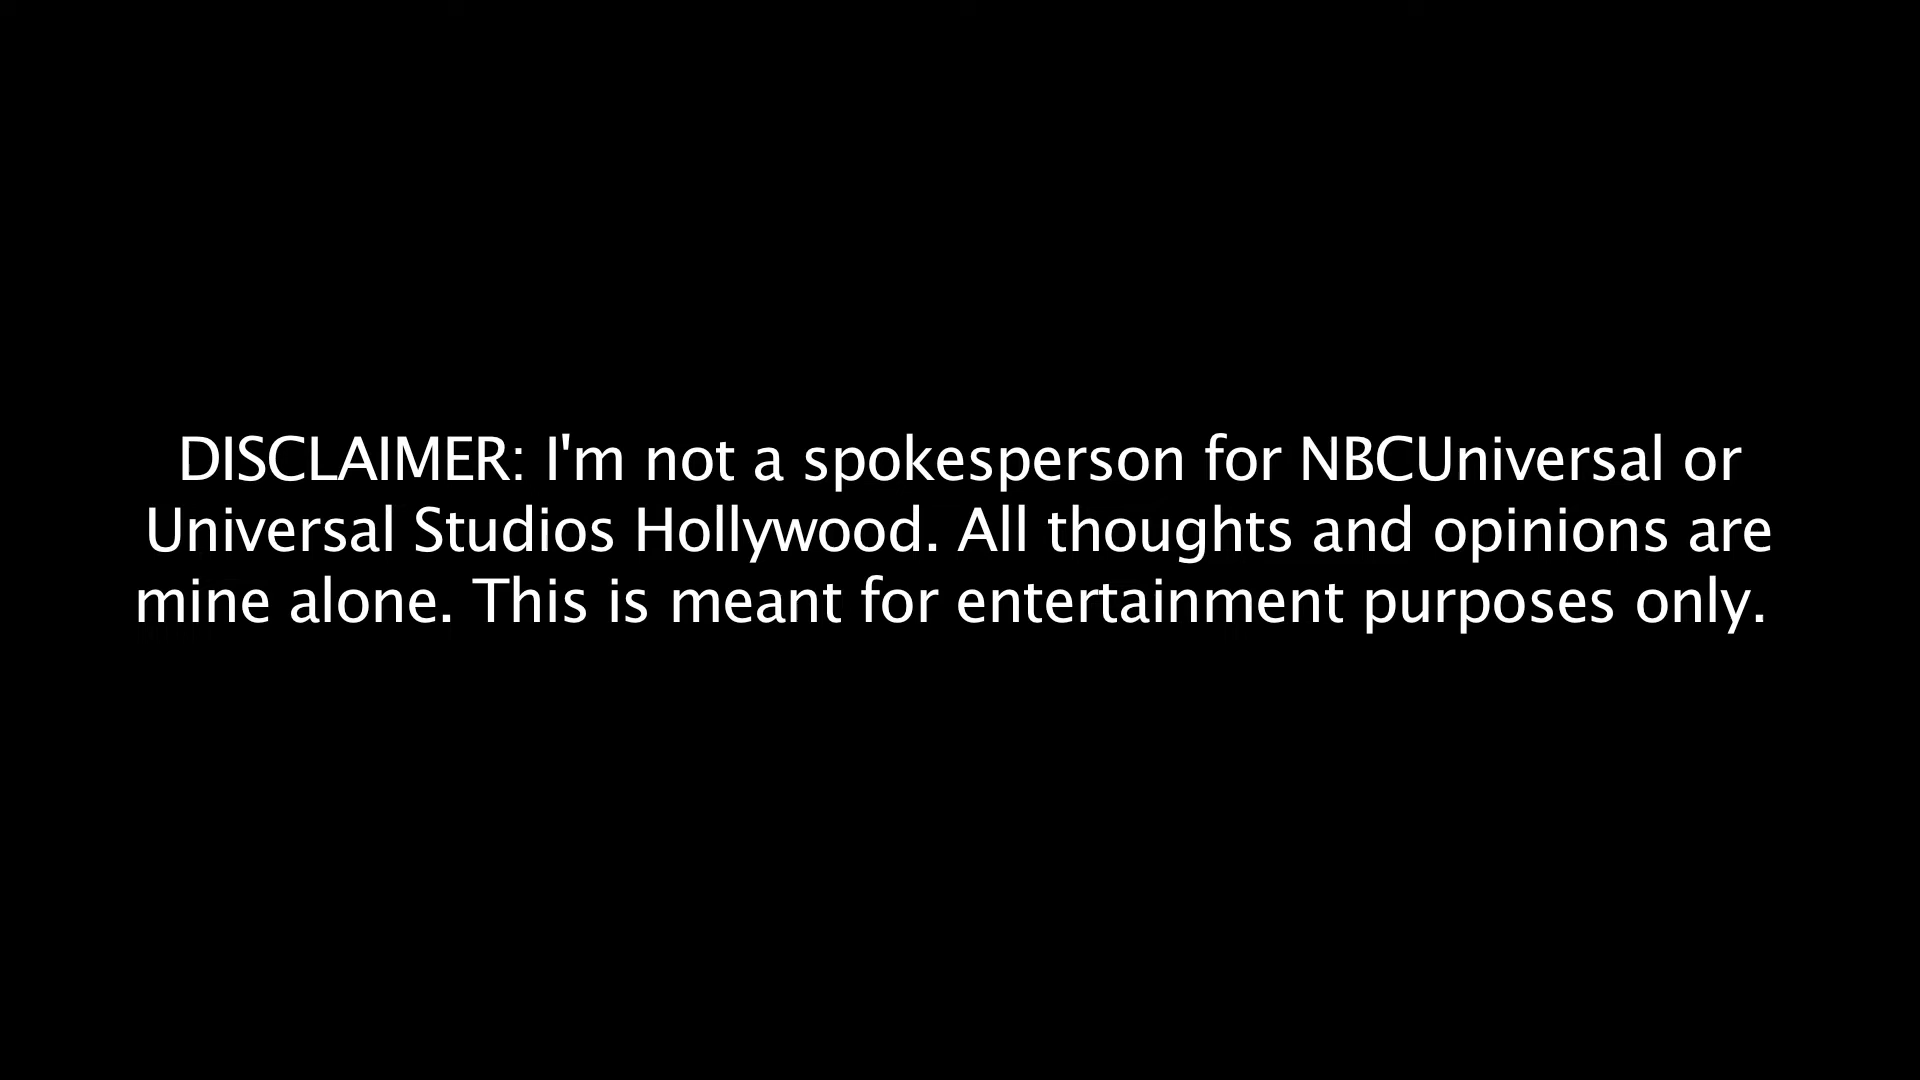 DISCLAIMER: I'm not a spokesperson for NBCUniversal or
Universal Studios Hollywood. All thoughts and opinions are
mine alone. This is meant for entertainment purposes only.